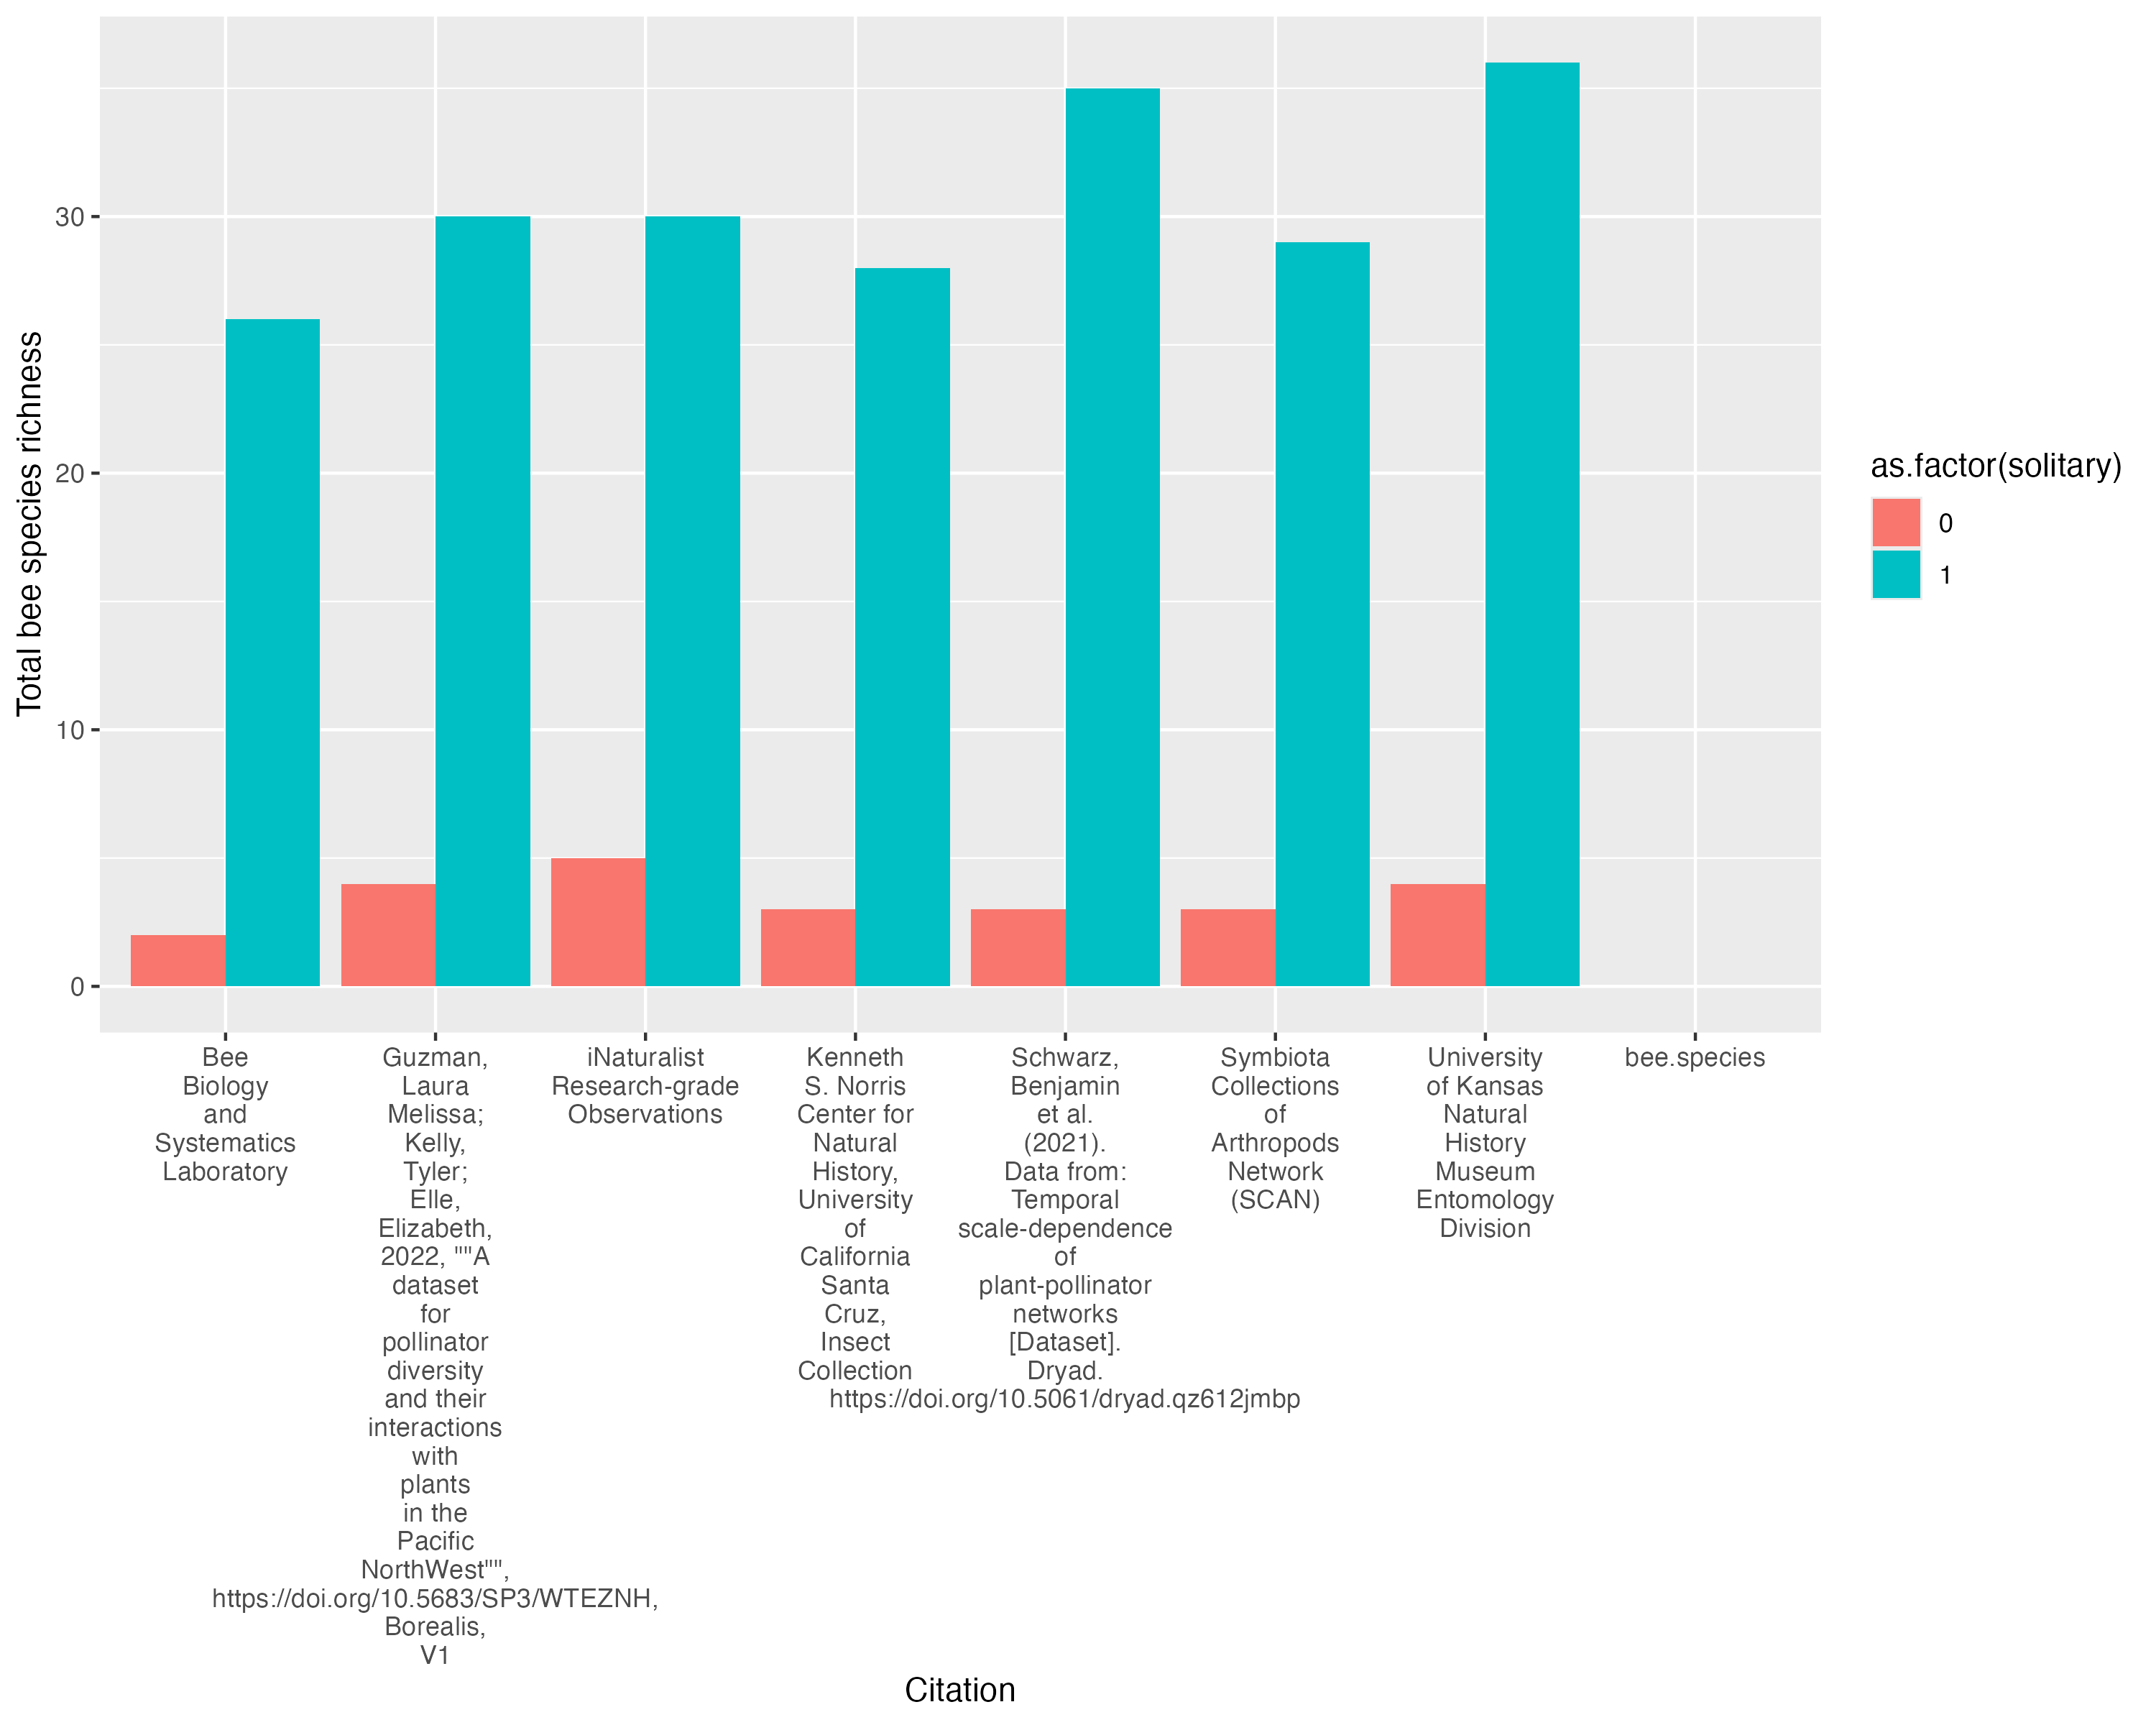 Total bee species richness
30
20
10
0
Bee
Biology
and
Systematics
Laboratory
Guzman,
Laura
Melissa;
Kelly,
Tyler;
Elle,
Elizabeth,
2022, ""A
dataset
for
pollinator
diversity
and their
interactions
with
plants
in the
Pacific
NorthWest"",
https://doi.org/10.5683/SP3/WTEZNH,
Borealis,
V1
iNaturalist
Research-grade
Observations
Kenneth
S. Norris
Center for
Natural
History,
University
of
California
Santa
Cruz,
Insect
Collection
Schwarz,
Benjamin
et al.
(2021).
Data from:
Temporal
scale-dependence
of
plant-pollinator
networks
[Dataset].
Dryad.
https://doi.org/10.5061/dryad.qz612jmbp
Symbiota
Collections
of
Arthropods
Network
(SCAN)
University
of Kansas
Natural
History
Museum
Entomology
Division
bee.species
Citation
as.factor(solitary)
0
1